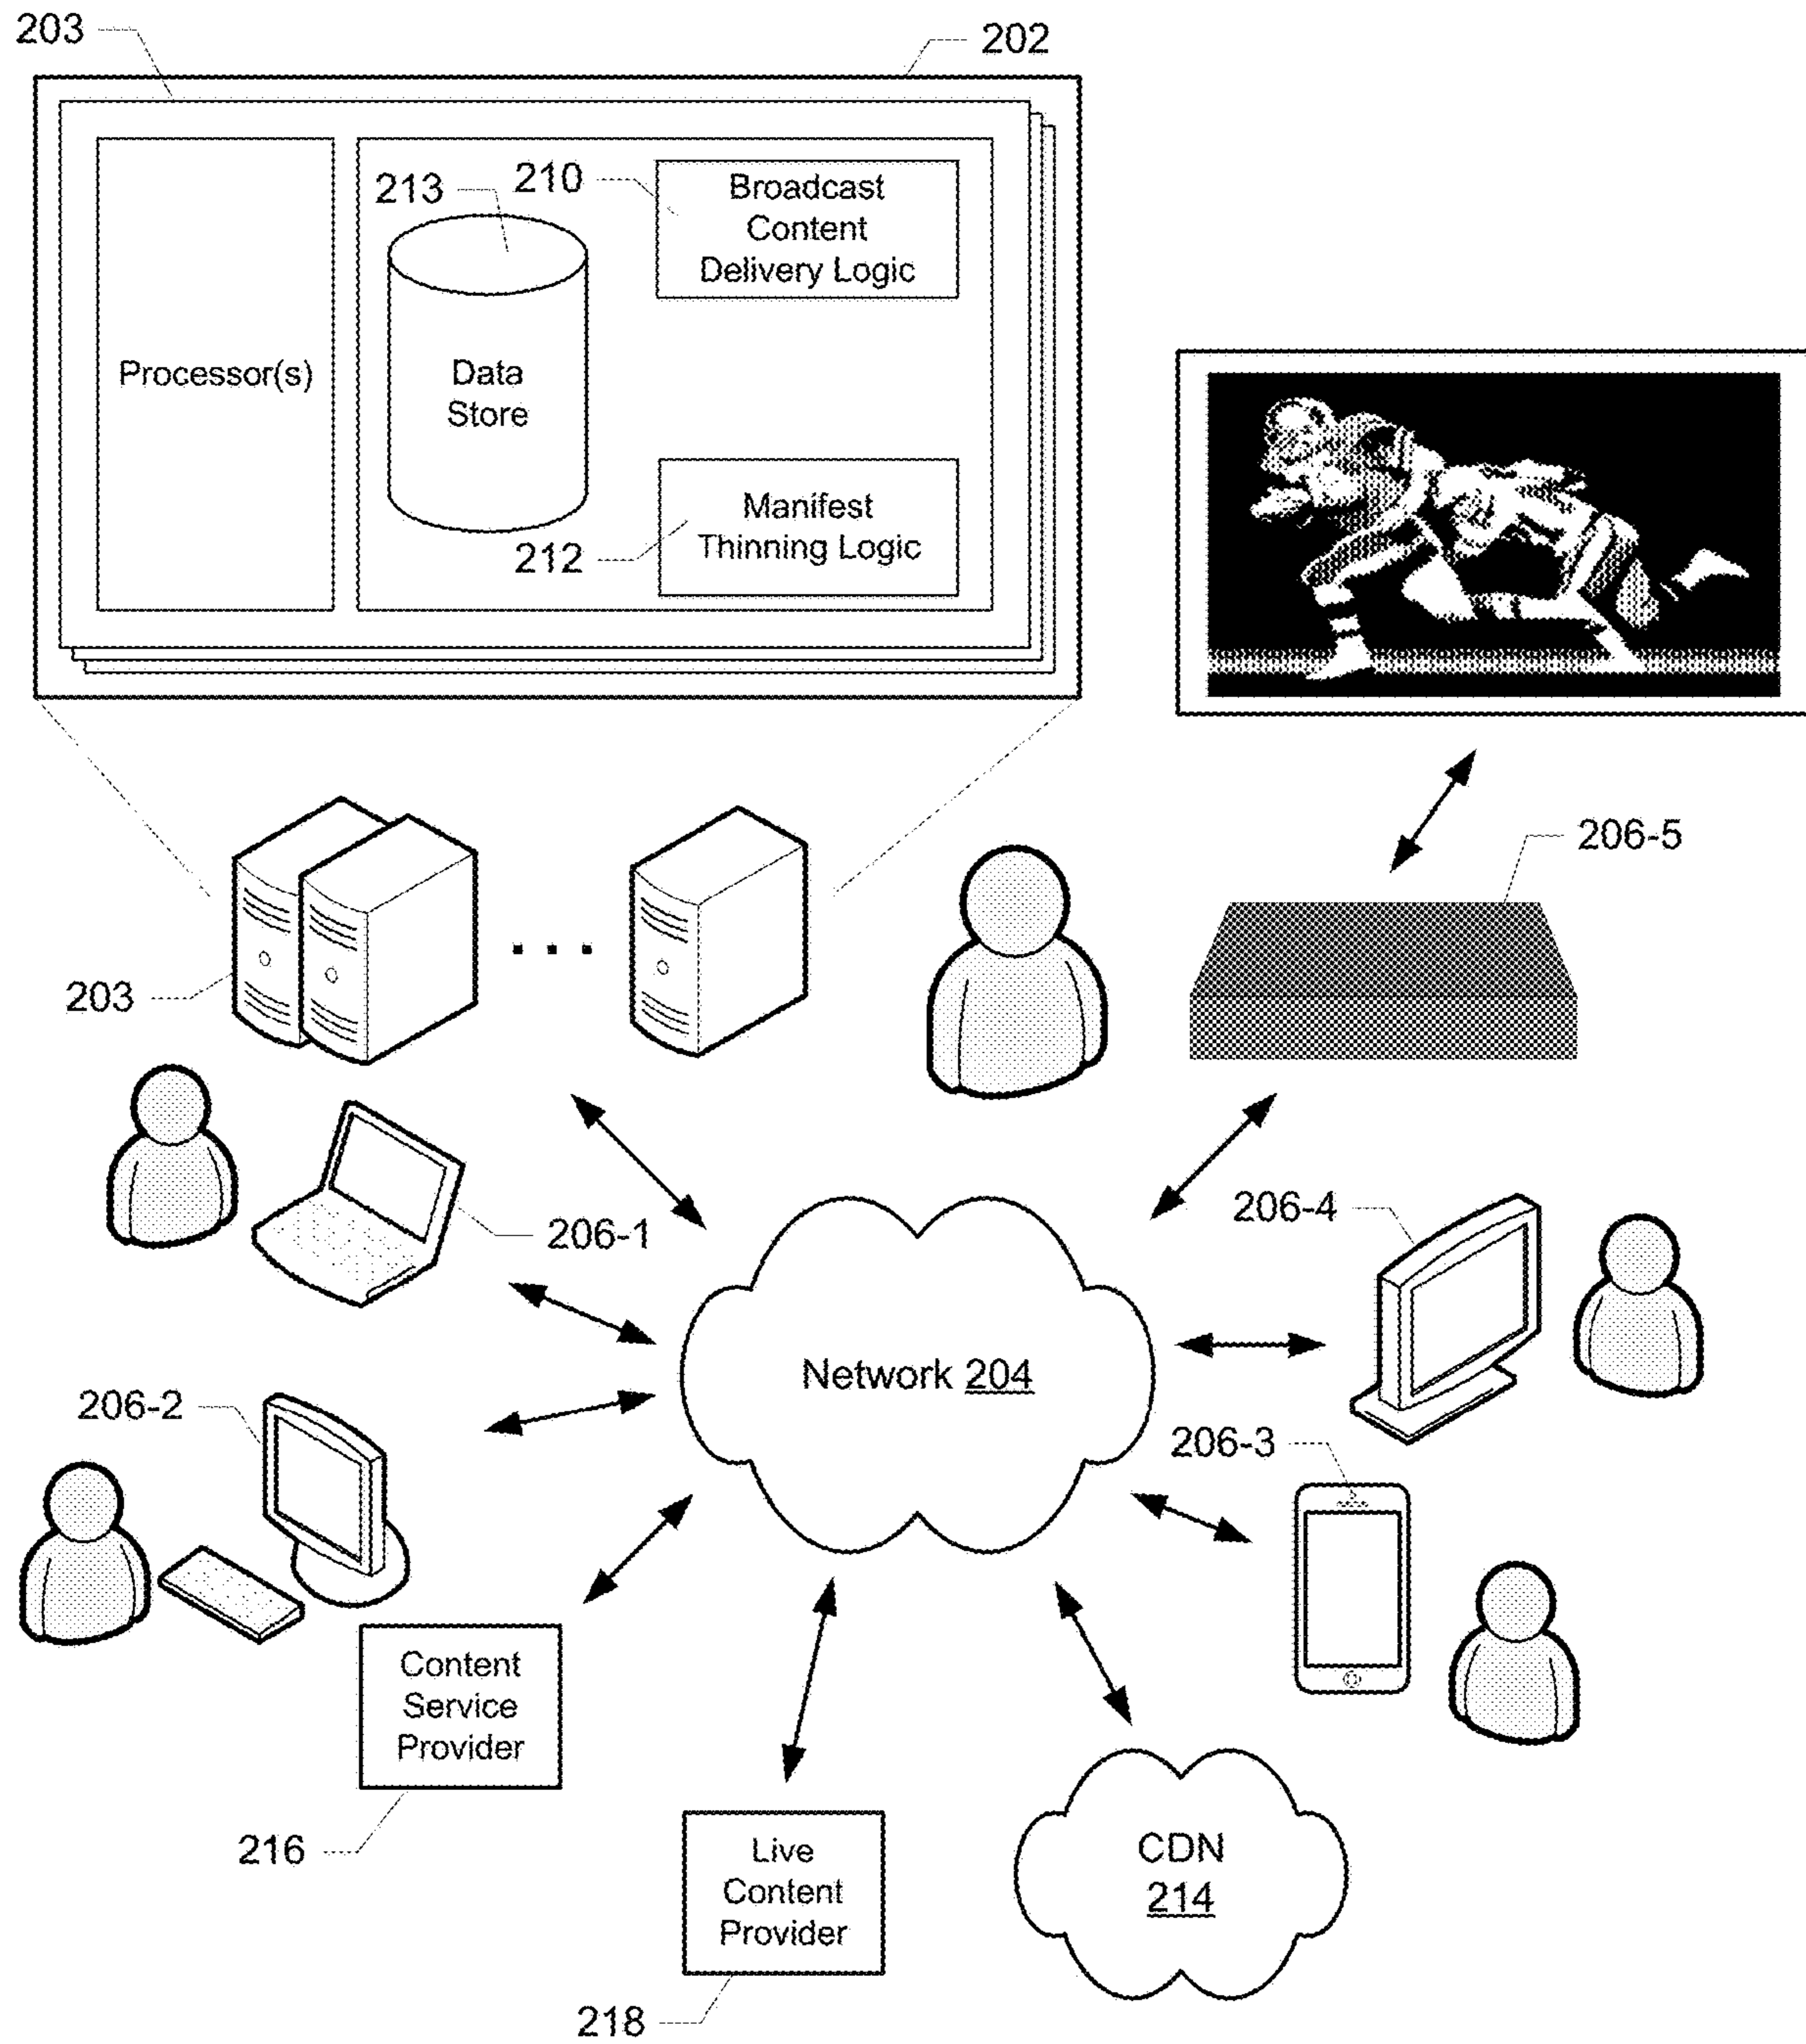 203
202
213
210
Broadcast
Content
Delivery Logic
Processor(s)
Data
Store
Manifest
Thinning Logic
212
206-5
203
206-1
206-4
Network 204
206-2
206-3
Content
Service
Provider
216
Live
Content
Provider
218
CDN
214